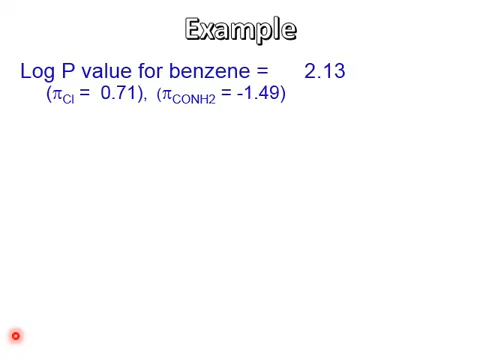 Example
Log P value for benzene = 2.13
(πCl = 0.71), (πCONH2 = -1.49)